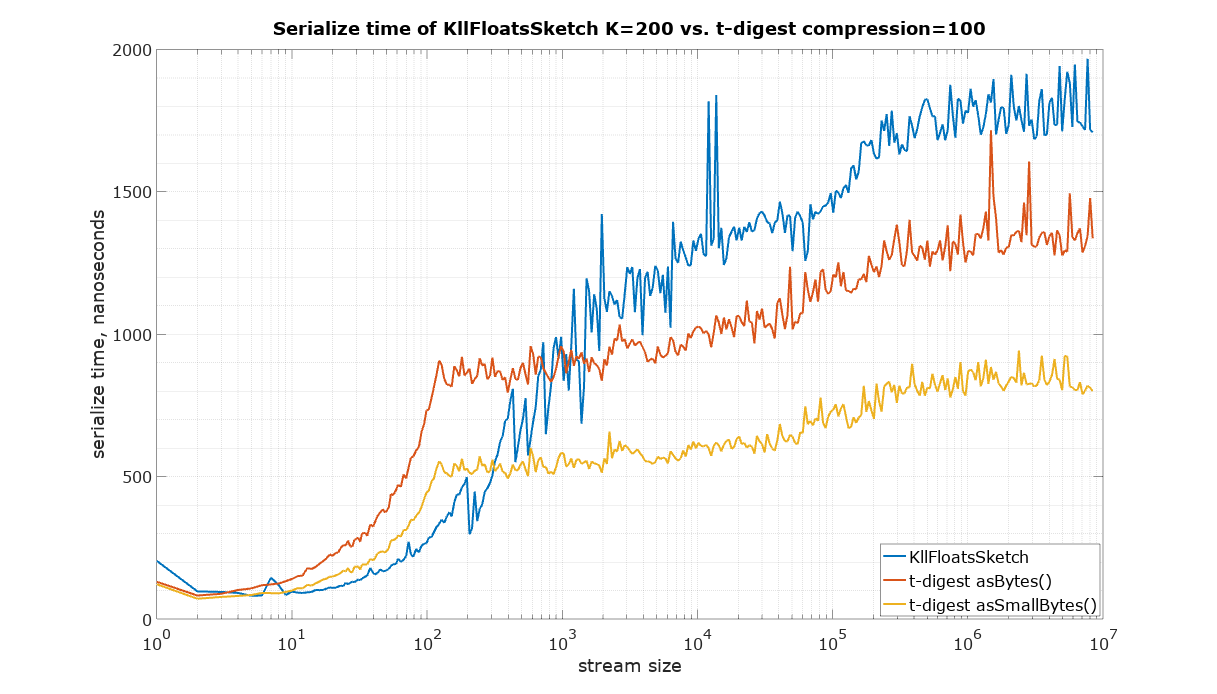 Serialize time of KllFloatsSketch K=200 vs. t-digest compression=100
2000
1500
1000
500
0
serialize time, nanoseconds
10^0 10^1 10^2 10^3 10^4 10^5 10^6 10^7
stream size
KllFloatsSketch
t-digest asBytes()
t-digest asSmallBytes()